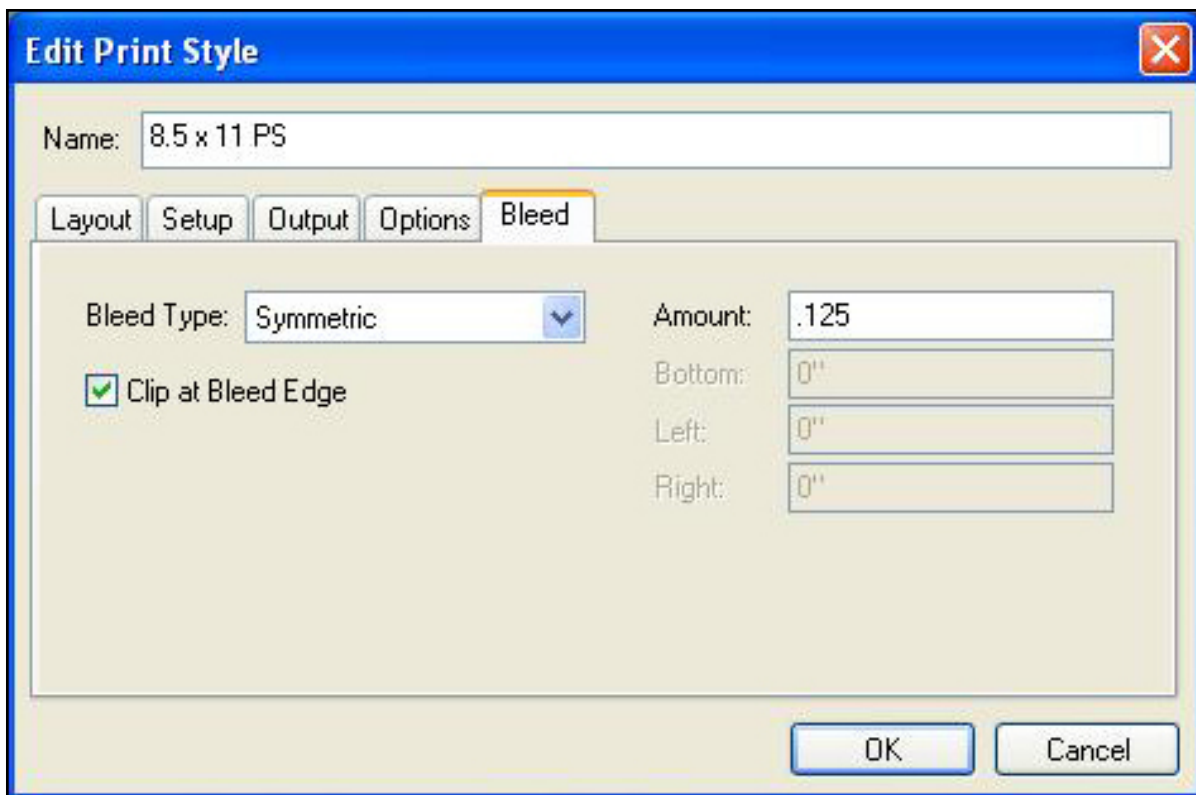 Edit Print Style
Name: 8.5 x 11 PS
Layout Setup Output Options Bleed
Bleed Type: Symmetric Amount: .125
Clip at Bleed Edge Bottom: 0"
Left: 0"
Right: 0"
OK Cancel